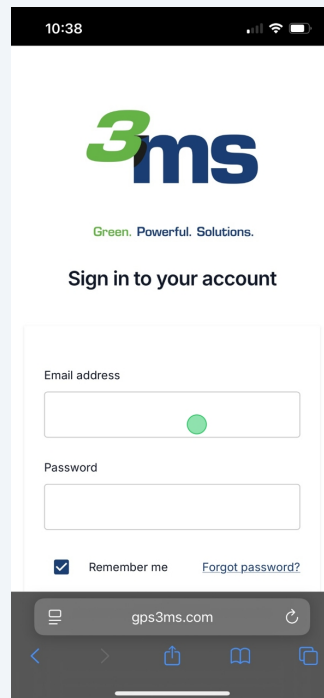 10:38
3ms
Green. Powerful. Solutions.
Sign in to your account
Email address
Password
Remember me Forgot password?
gps3ms.com